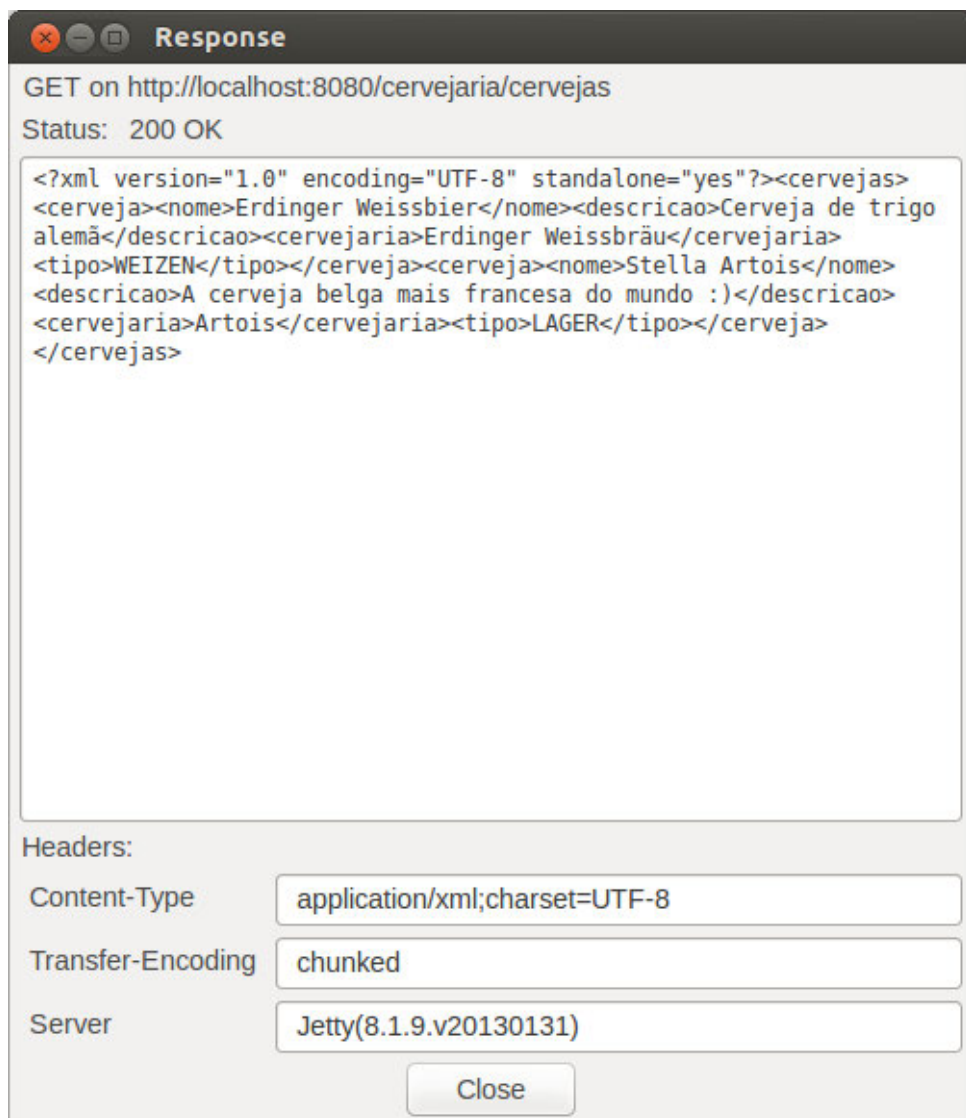 Response
GET on http://localhost:8080/cervejaria/cervejas
Status: 200 OK
<?xml version="1.0" encoding="UTF-8" standalone="yes"?><cervejas>
<cerveja><nome>Erdinger Weissbier</nome><descricao>Cerveja de trigo
alemã</descricao><cervejaria>Erdinger Weissbräu</cervejaria>
<tipo>WEIZEN</tipo></cerveja><cerveja><nome>Stella Artois</nome>
<descricao>A cerveja belga mais francesa do mundo :)</descricao>
<cervejaria>Artois</cervejaria><tipo>LAGER</tipo></cerveja>
</cervejas>
Headers:
Content-Type application/xml;charset=UTF-8
Transfer-Encoding chunked
Server Jetty(8.1.9.v20130131)
Close